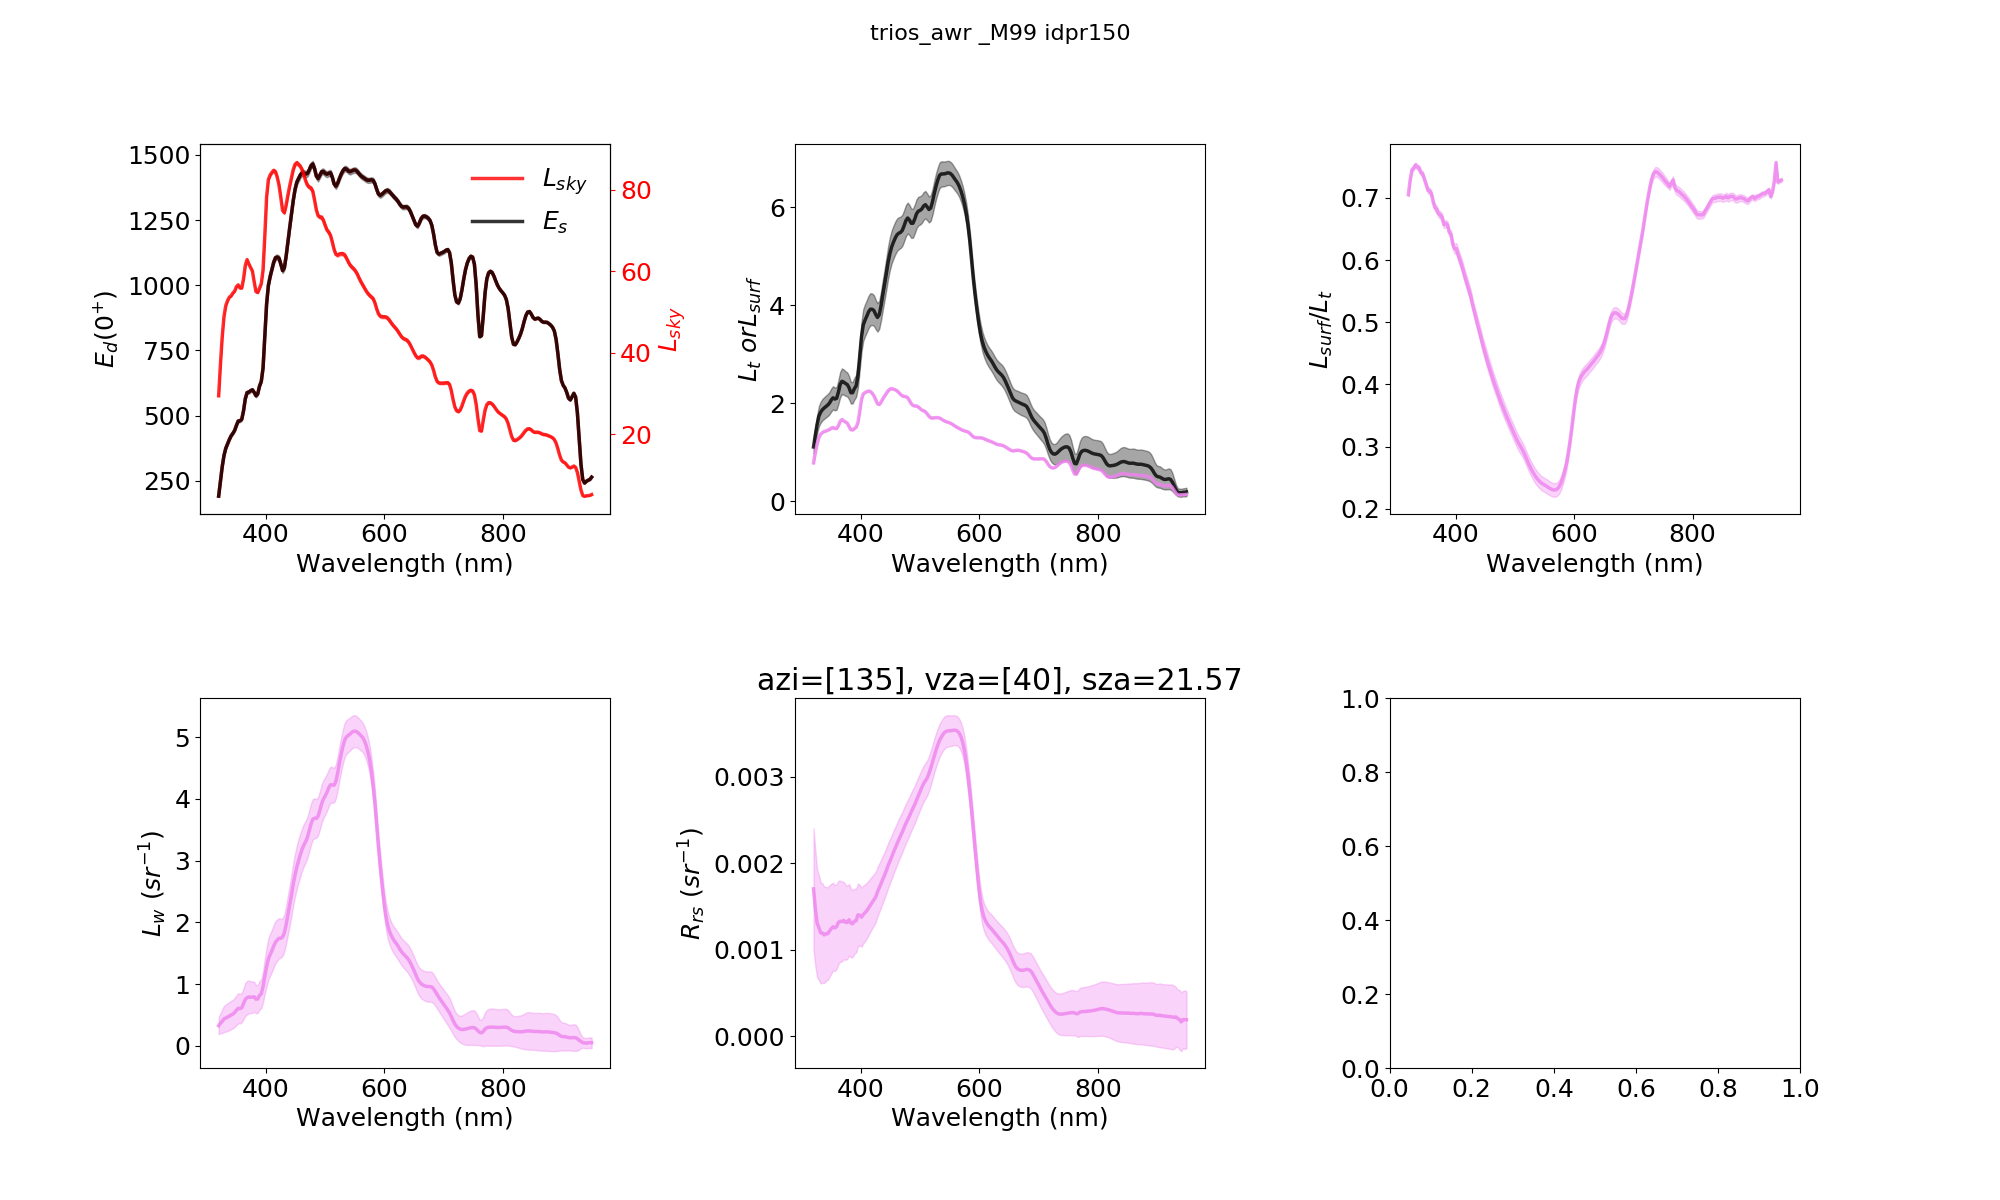 trios_awr _M99 idpr150
1500
1250
1000
750
500
250
E_d(0^+)
L_sky
E_s
80
60
40
20
L_sky
400 600 800
Wavelength (nm)
6
4
2
0
L_t orL_surf
400 600 800
Wavelength (nm)
0.7
0.6
0.5
0.4
0.3
0.2
L_surf/L_t
400 600 800
Wavelength (nm)
5
4
3
2
1
0
L_w (sr^−1)
400 600 800
Wavelength (nm)
azi=[135], vza=[40], sza=21.57
0.003
0.002
0.001
0.000
R_rs (sr^−1)
400 600 800
Wavelength (nm)
1.0
0.8
0.6
0.4
0.2
0.0
0.0 0.2 0.4 0.6 0.8 1.0